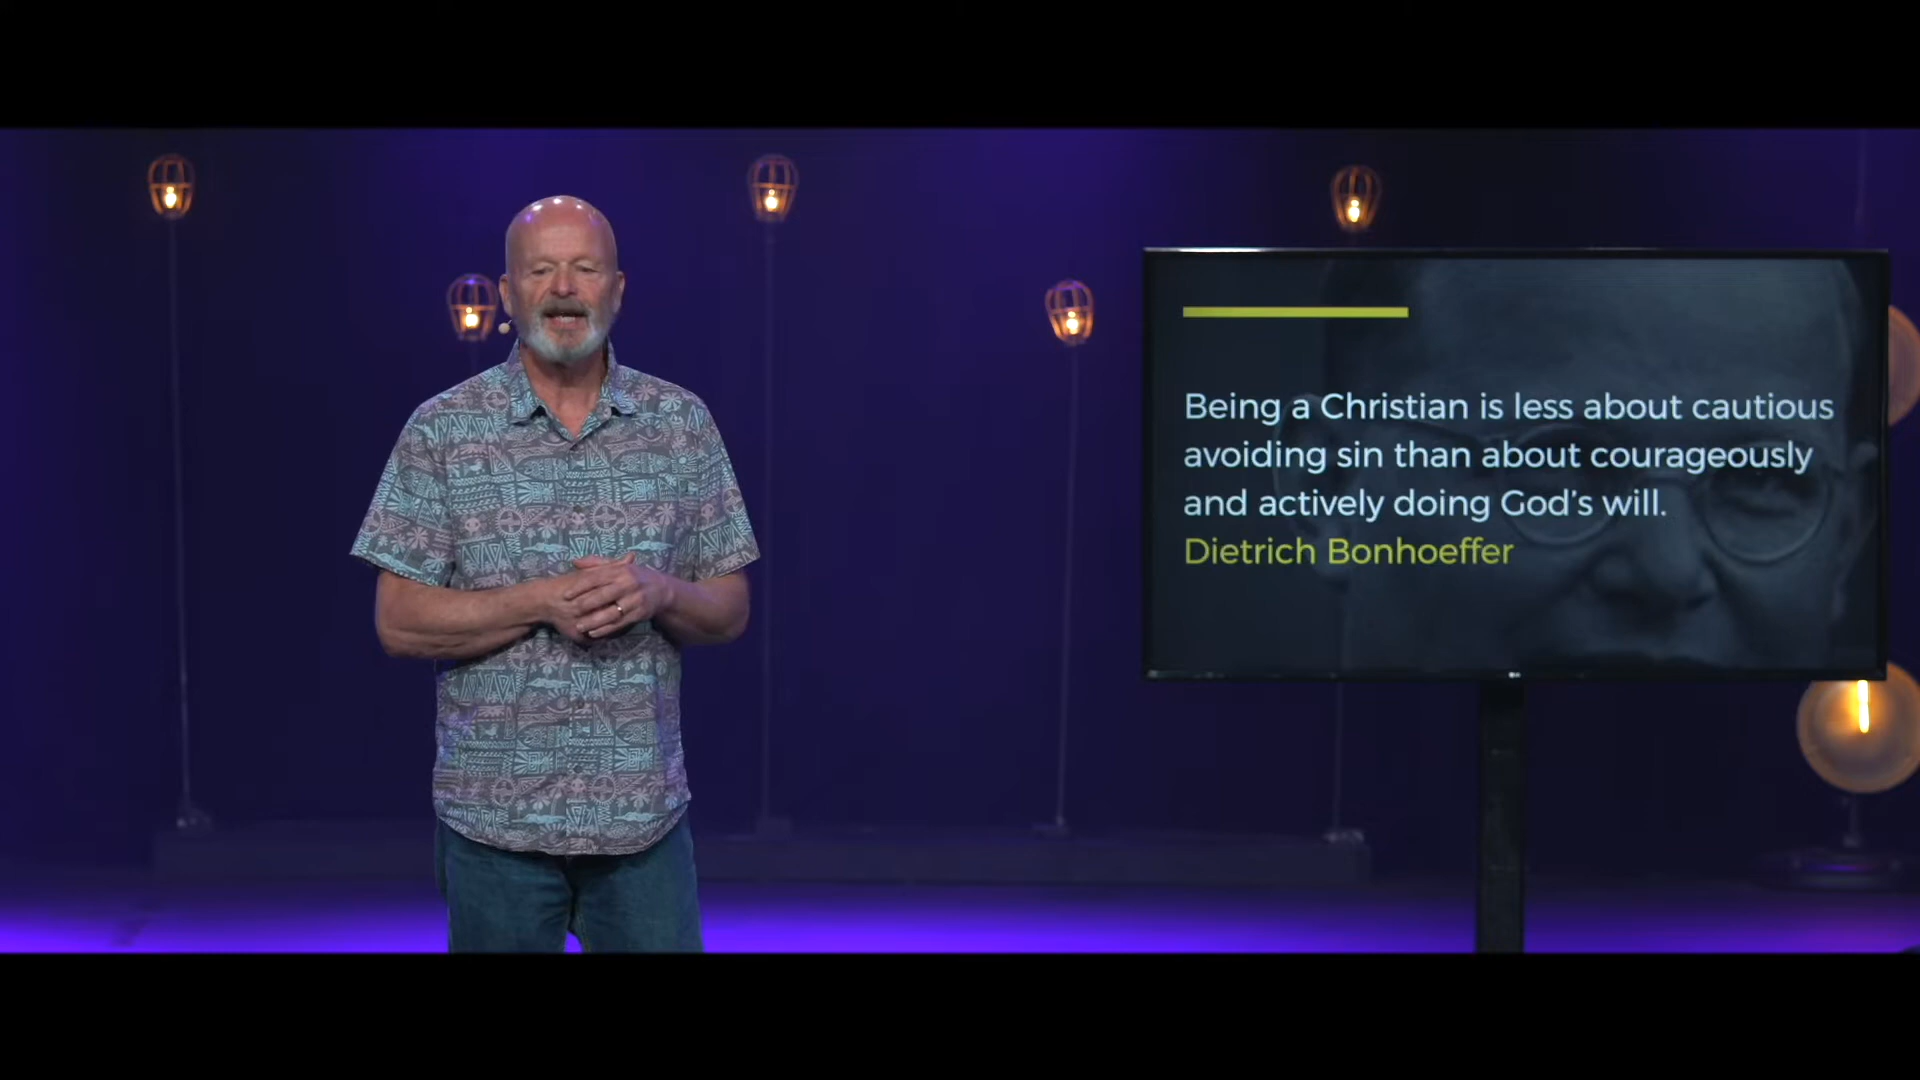 Being a Christian is less about cautious
avoiding sin than about courageously
and actively doing God's will.
Dietrich Bonhoeffer